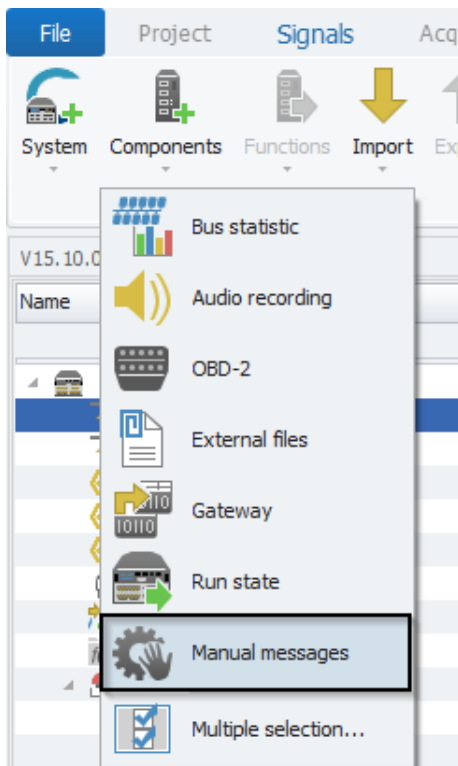 File Project Signals Acq
System Components Functions Import Ex
V15.10.0
Name
Bus statistic
Audio recording
OBD-2
External files
Gateway
Run state
Manual messages
Multiple selection...